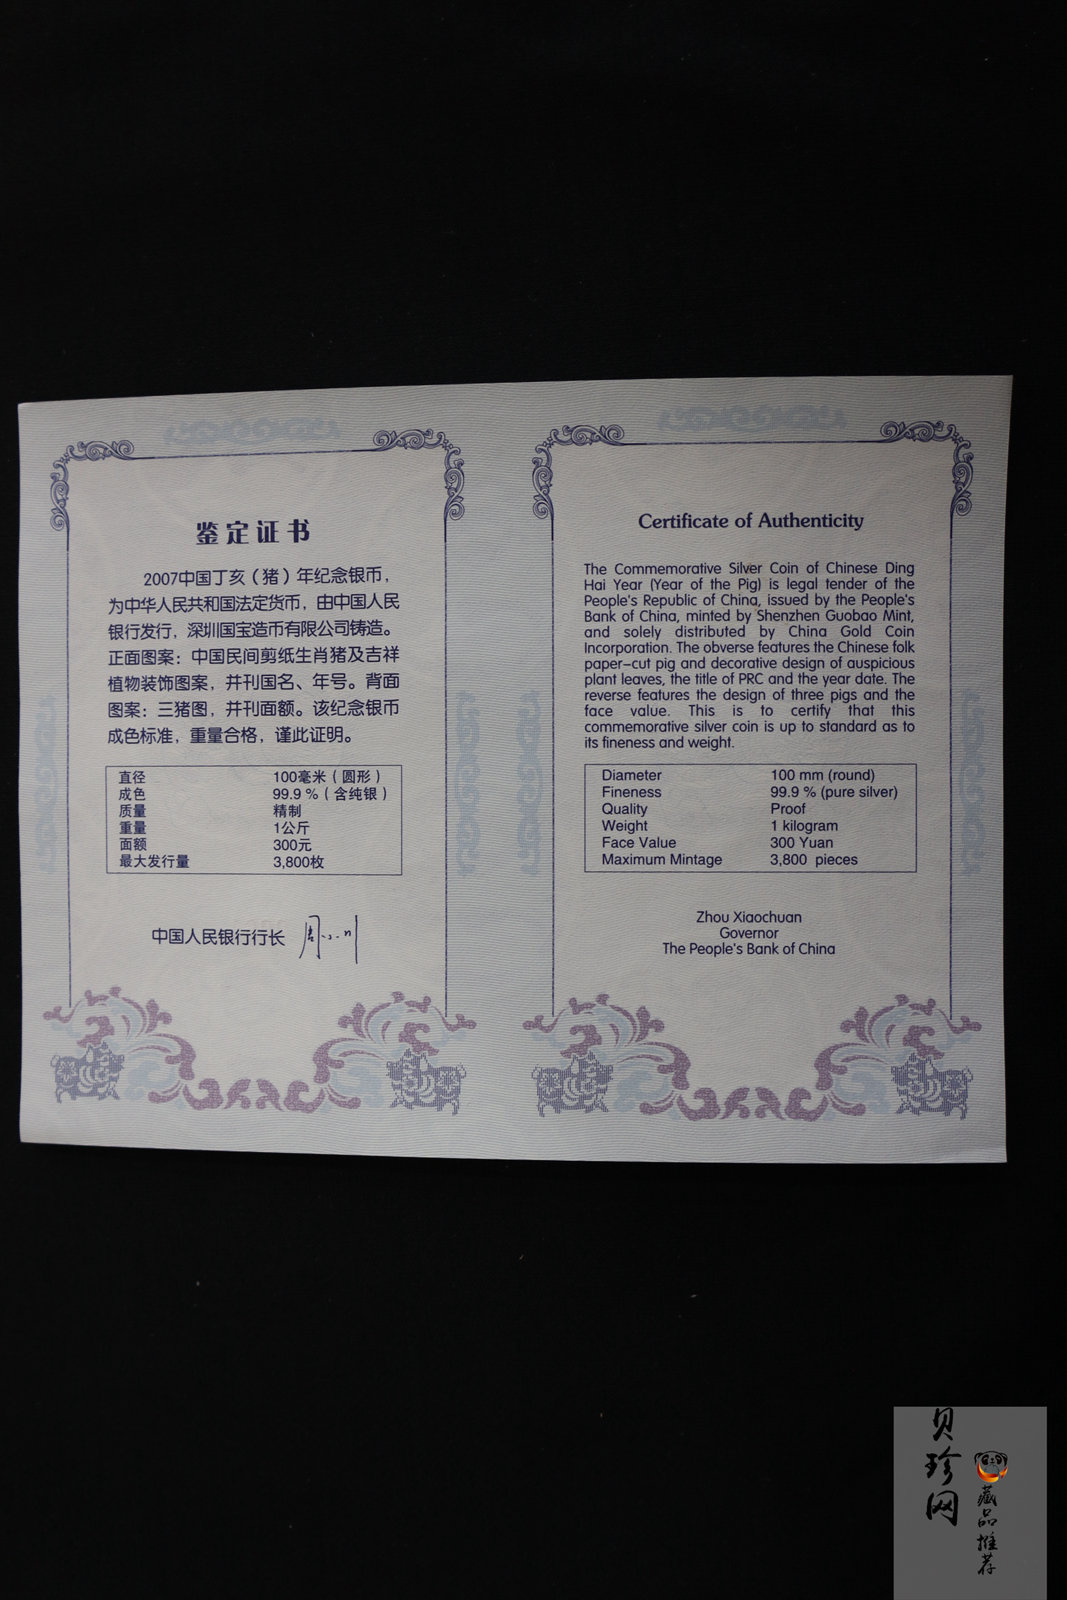 鉴定证书
2007中国丁亥（猪）年纪念银币，
为中华人民共和国法定货币，由中国人民
银行发行，深圳国宝造币有限公司铸造。
正面图案：中国民间剪纸生肖猪及吉祥
植物装饰图案，并刊国名、年号。背面
图案：三猪图，并刊面额。该纪念银币
成色标准，重量合格，谨此证明。
直径 100毫米（圆形）
成色 99.9％（含纯银）
质量 精制
重量 1公斤
面额 300元
最大发行量 3,800枚
中国人民银行行长 周小川
Certificate of Authenticity
The Commemorative Silver Coin of Chinese Ding
Hai Year (Year of the Pig) is legal tender of the
People's Republic of China, issued by the People's
Bank of China, minted by Shenzhen Guobao Mint,
and solely distributed by China Gold Coin
Incorporation. The obverse features the Chinese folk
paper-cut pig and decorative design of auspicious
plant leaves, the title of PRC and the year date. The
reverse features the design of three pigs and the
face value. This is to certify that this
commemorative silver coin is up to standard as to
its fineness and weight.
Diameter 100 mm (round)
Fineness 99.9 % (pure silver)
Quality Proof
Weight 1 kilogram
Face Value 300 Yuan
Maximum Mintage 3,800 pieces
Zhou Xiaochuan
Governor
The People's Bank of China
贝珍网
藏品推荐